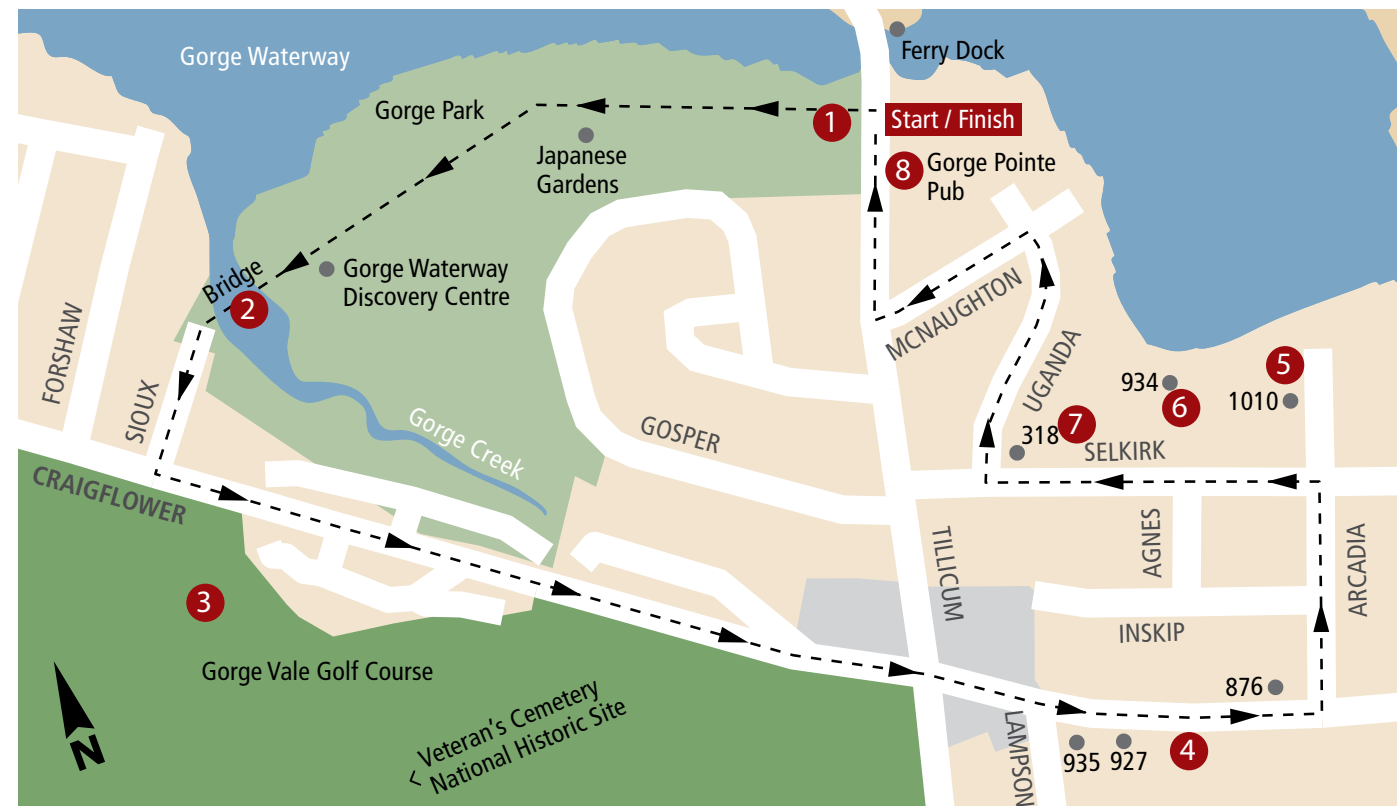 Gorge Waterway
Ferry Dock
Gorge Park
1
Start / Finish
Japanese
Gardens
8
Gorge Pointe
Pub
Bridge
2
Gorge Waterway
Discovery Centre
MCNAUGHTON
FORSHAW
SIOUX
UGANDA
934
6
5
1010
318
7
SELKIRK
GOSPER
Gorge Creek
CRAIGFLOWER
TILLICUM
AGNES
ARCADIA
3
INSKIP
Gorge Vale Golf Course
876
N
< Veteran's Cemetery
National Historic Site
LAMPSON
935
927
4